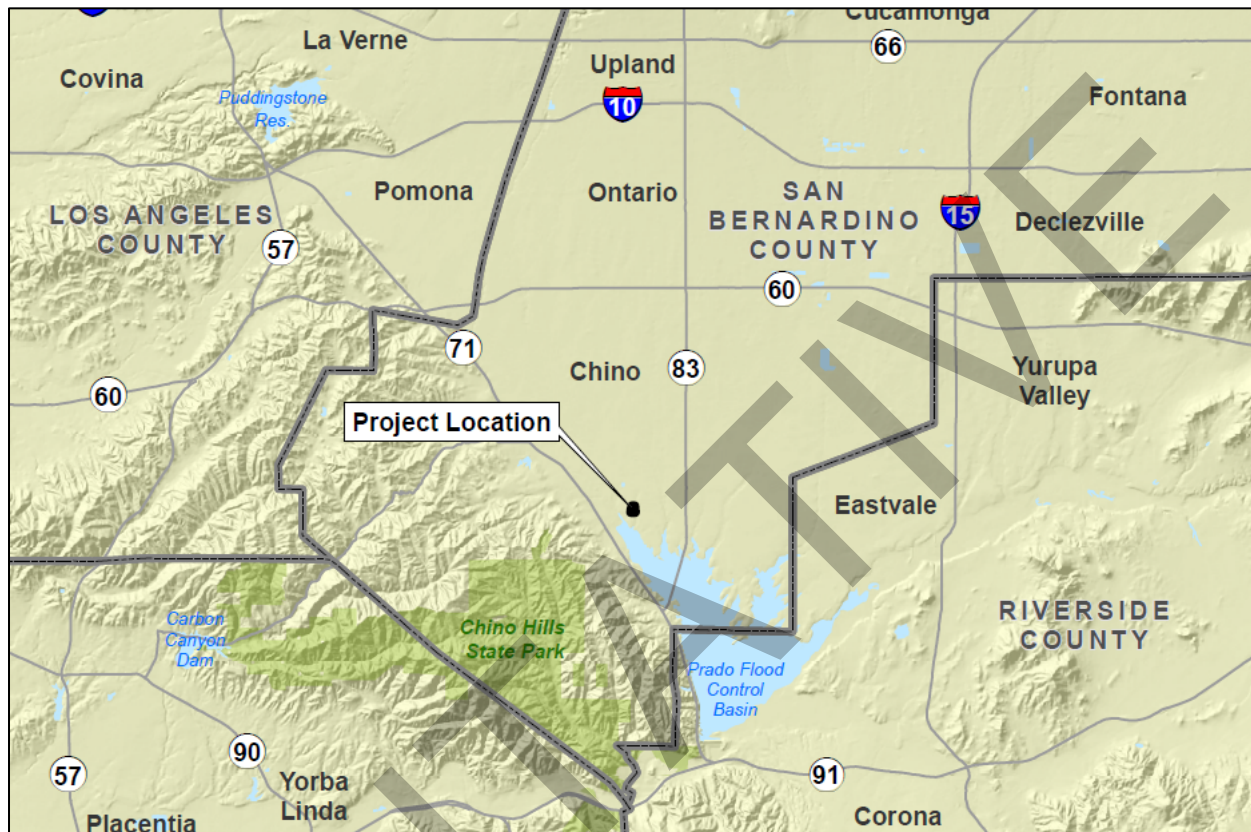 Cucamonga
La Verne
66
Covina
Upland
10
Fontana
Puddingstone
Res.
Pomona
Ontario
SAN
BERNARDINO
COUNTY
15
Declezville
LOS ANGELES
COUNTY
57
60
71
Chino
83
Yurupa
Valley
60
Project Location
Eastvale
Carbon
Canyon
Dam
Chino Hills
State Park
RIVERSIDE
COUNTY
Prado Flood
Control
Basin
57
90
Yorba
Linda
91
Placentia
Corona
TATIVE